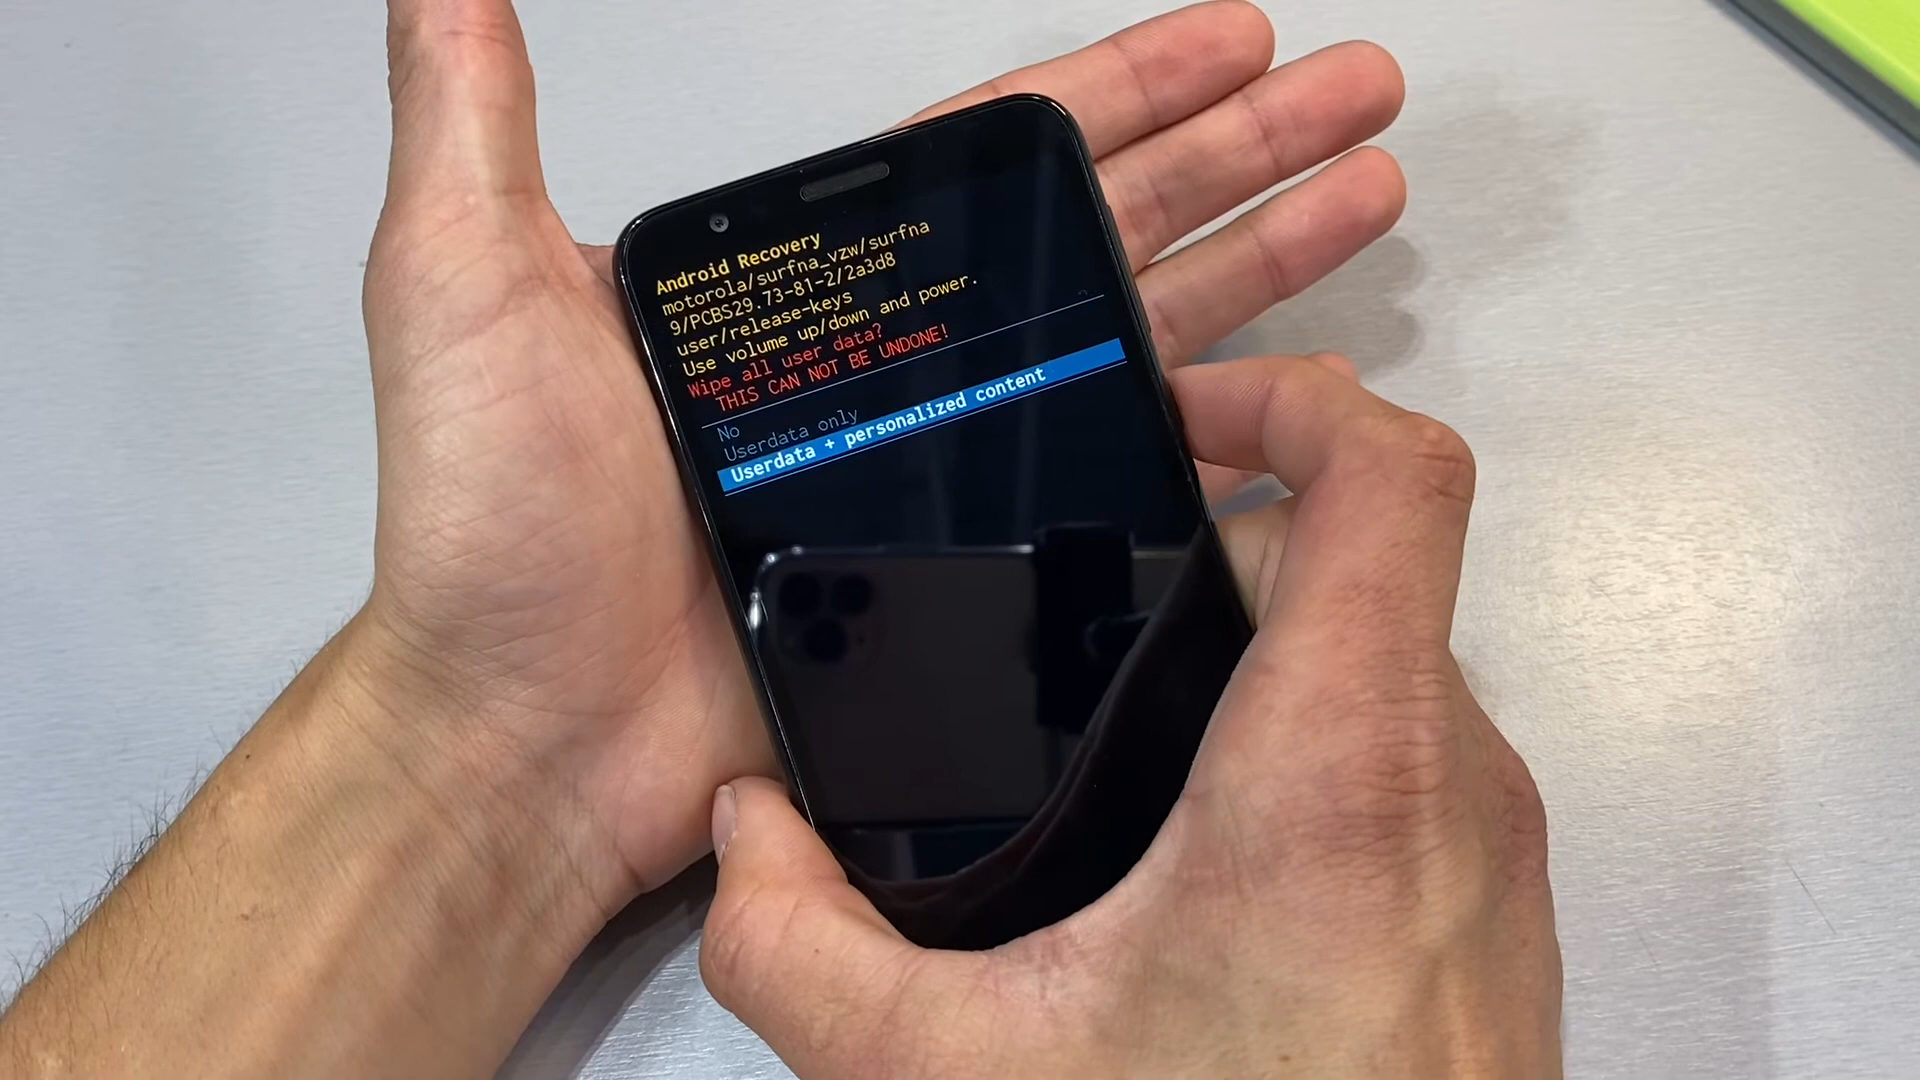 Android Recovery
motorola/surfna_vzw/surfna
9/PCBS29.73-81-2/2a3d8
user/release-keys
Use volume up/down and power.
Wipe all user data?
THIS CAN NOT BE UNDONE!
No
Userdata only
Userdata + personalized content